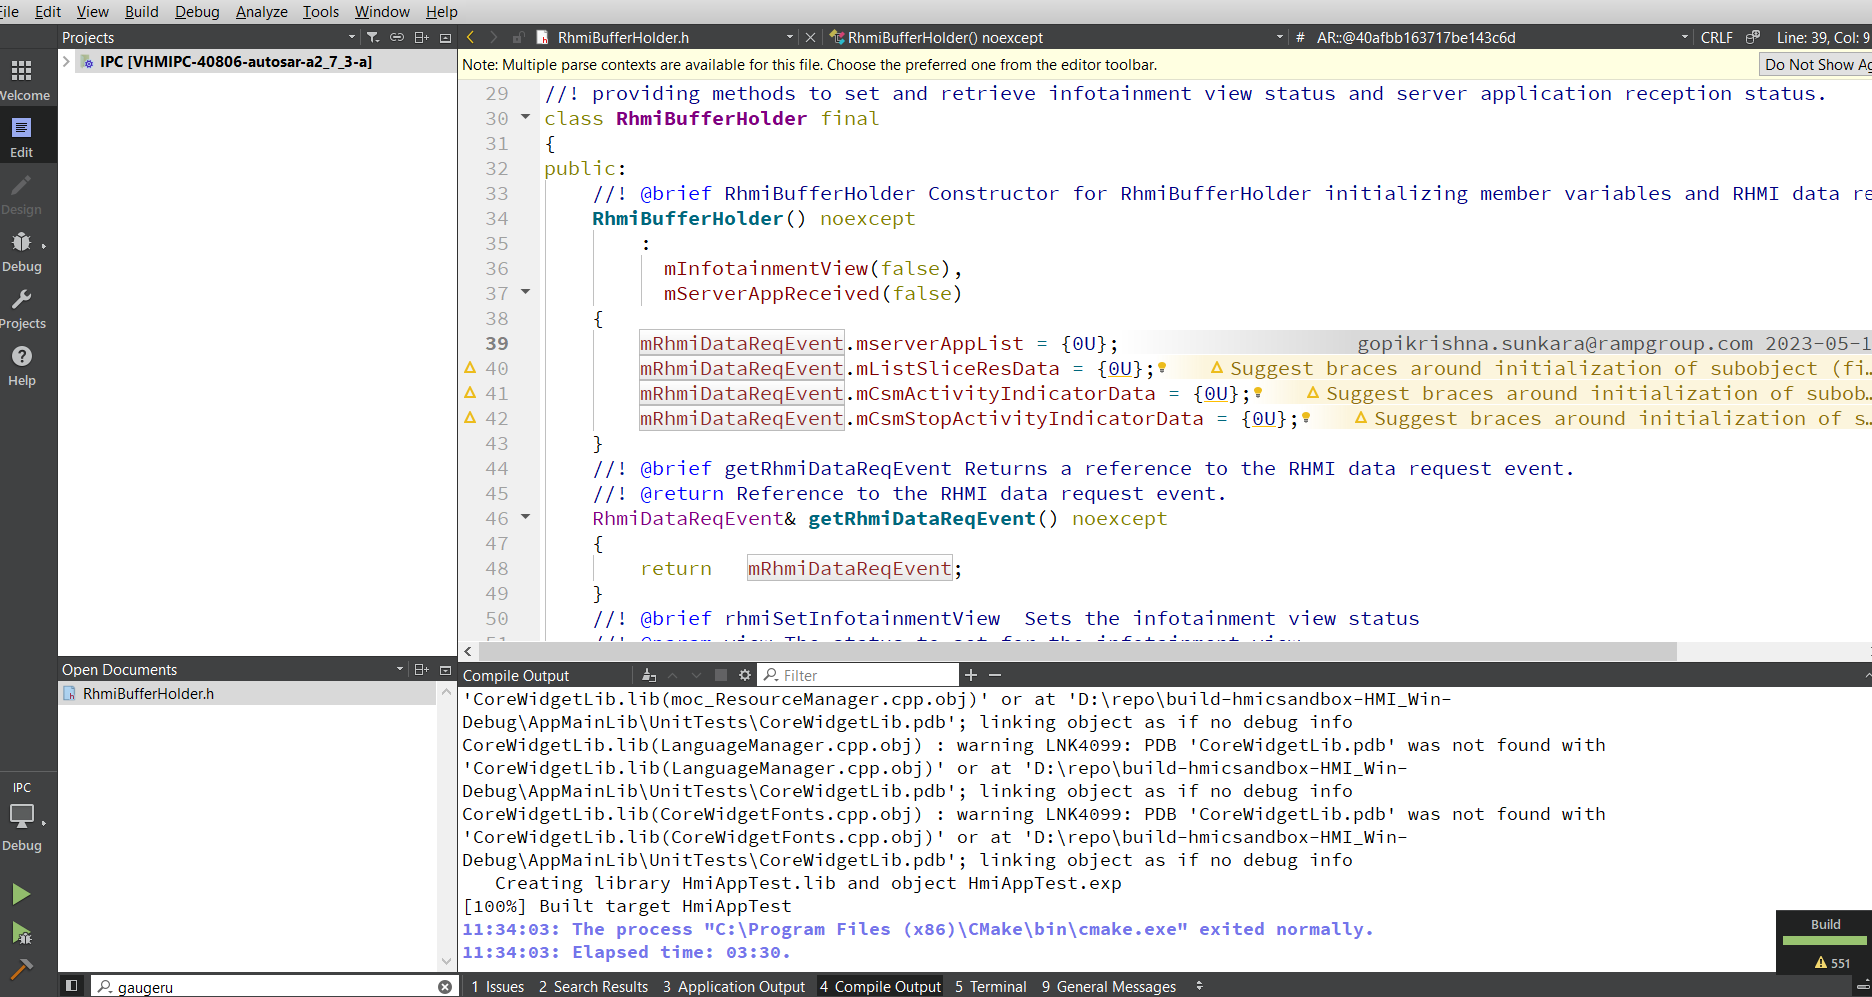 File Edit View Build Debug Analyze Tools Window Help
Projects
RhmiBufferHolder.h
RhmiBufferHolder() noexcept
# AR::@40afbb163717be143c6d
CRLF
Line: 39, Col: 9
IPC [VHMIPC-40806-autosar-a2_7_3-a]
Note: Multiple parse contexts are available for this file. Choose the preferred one from the editor toolbar.
Do Not Show Ag
Welcome
Edit
Design
Debug
Projects
Help
29 //! providing methods to set and retrieve infotainment view status and server application reception status.
30 class RhmiBufferHolder final
31 {
32 public:
33 //! @brief RhmiBufferHolder Constructor for RhmiBufferHolder initializing member variables and RHMI data re
34 RhmiBufferHolder() noexcept
35 :
36 mInfotainmentView(false),
37 mServerAppReceived(false)
38 {
39 mRhmiDataReqEvent.mserverAppList = {0U}; gopikrishna.sunkara@rampgroup.com 2023-05-1
40 mRhmiDataReqEvent.mListSliceResData = {0U}; Suggest braces around initialization of subobject (fi…
41 mRhmiDataReqEvent.mCsmActivityIndicatorData = {0U}; Suggest braces around initialization of subob…
42 mRhmiDataReqEvent.mCsmStopActivityIndicatorData = {0U}; Suggest braces around initialization of s…
43 }
44 //! @brief getRhmiDataReqEvent Returns a reference to the RHMI data request event.
45 //! @return Reference to the RHMI data request event.
46 RhmiDataReqEvent& getRhmiDataReqEvent() noexcept
47 {
48 return mRhmiDataReqEvent;
49 }
50 //! @brief rhmiSetInfotainmentView Sets the infotainment view status
51 //! @param view The status to set for the infotainment view
Open Documents
RhmiBufferHolder.h
Compile Output
Filter
'CoreWidgetLib.lib(moc_ResourceManager.cpp.obj)' or at 'D:\repo\build-hmicsandbox-HMI_Win-
Debug\AppMainLib\UnitTests\CoreWidgetLib.pdb'; linking object as if no debug info
CoreWidgetLib.lib(LanguageManager.cpp.obj) : warning LNK4099: PDB 'CoreWidgetLib.pdb' was not found with
'CoreWidgetLib.lib(LanguageManager.cpp.obj)' or at 'D:\repo\build-hmicsandbox-HMI_Win-
Debug\AppMainLib\UnitTests\CoreWidgetLib.pdb'; linking object as if no debug info
CoreWidgetLib.lib(CoreWidgetFonts.cpp.obj) : warning LNK4099: PDB 'CoreWidgetLib.pdb' was not found with
'CoreWidgetLib.lib(CoreWidgetFonts.cpp.obj)' or at 'D:\repo\build-hmicsandbox-HMI_Win-
Debug\AppMainLib\UnitTests\CoreWidgetLib.pdb'; linking object as if no debug info
Creating library HmiAppTest.lib and object HmiAppTest.exp
[100%] Built target HmiAppTest
11:34:03: The process "C:\Program Files (x86)\CMake\bin\cmake.exe" exited normally.
11:34:03: Elapsed time: 03:30.
IPC
Debug
Build
551
gaugeru
1 Issues 2 Search Results 3 Application Output 4 Compile Output 5 Terminal 9 General Messages